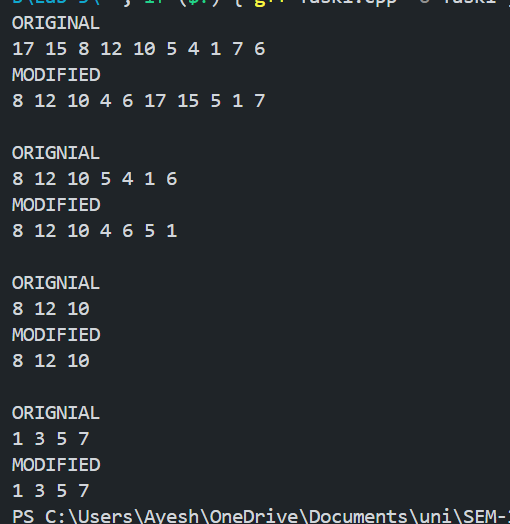 ORIGINAL
17 15 8 12 10 5 4 1 7 6
MODIFIED
8 12 10 4 6 17 15 5 1 7
ORIGNIAL
8 12 10 5 4 1 6
MODIFIED
8 12 10 4 6 5 1
ORIGNIAL
8 12 10
MODIFIED
8 12 10
ORIGNIAL
1 3 5 7
MODIFIED
1 3 5 7
PS C:\Users\Ayesh\OneDrive\Documents\uni\SEM-